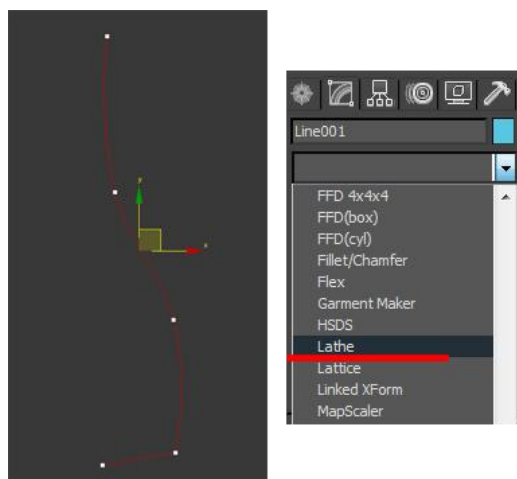 y
x
Line001
FFD 4x4x4
FFD(box)
FFD(cyl)
Fillet/Chamfer
Flex
Garment Maker
HSDS
Lathe
Lattice
Linked XForm
MapScaler